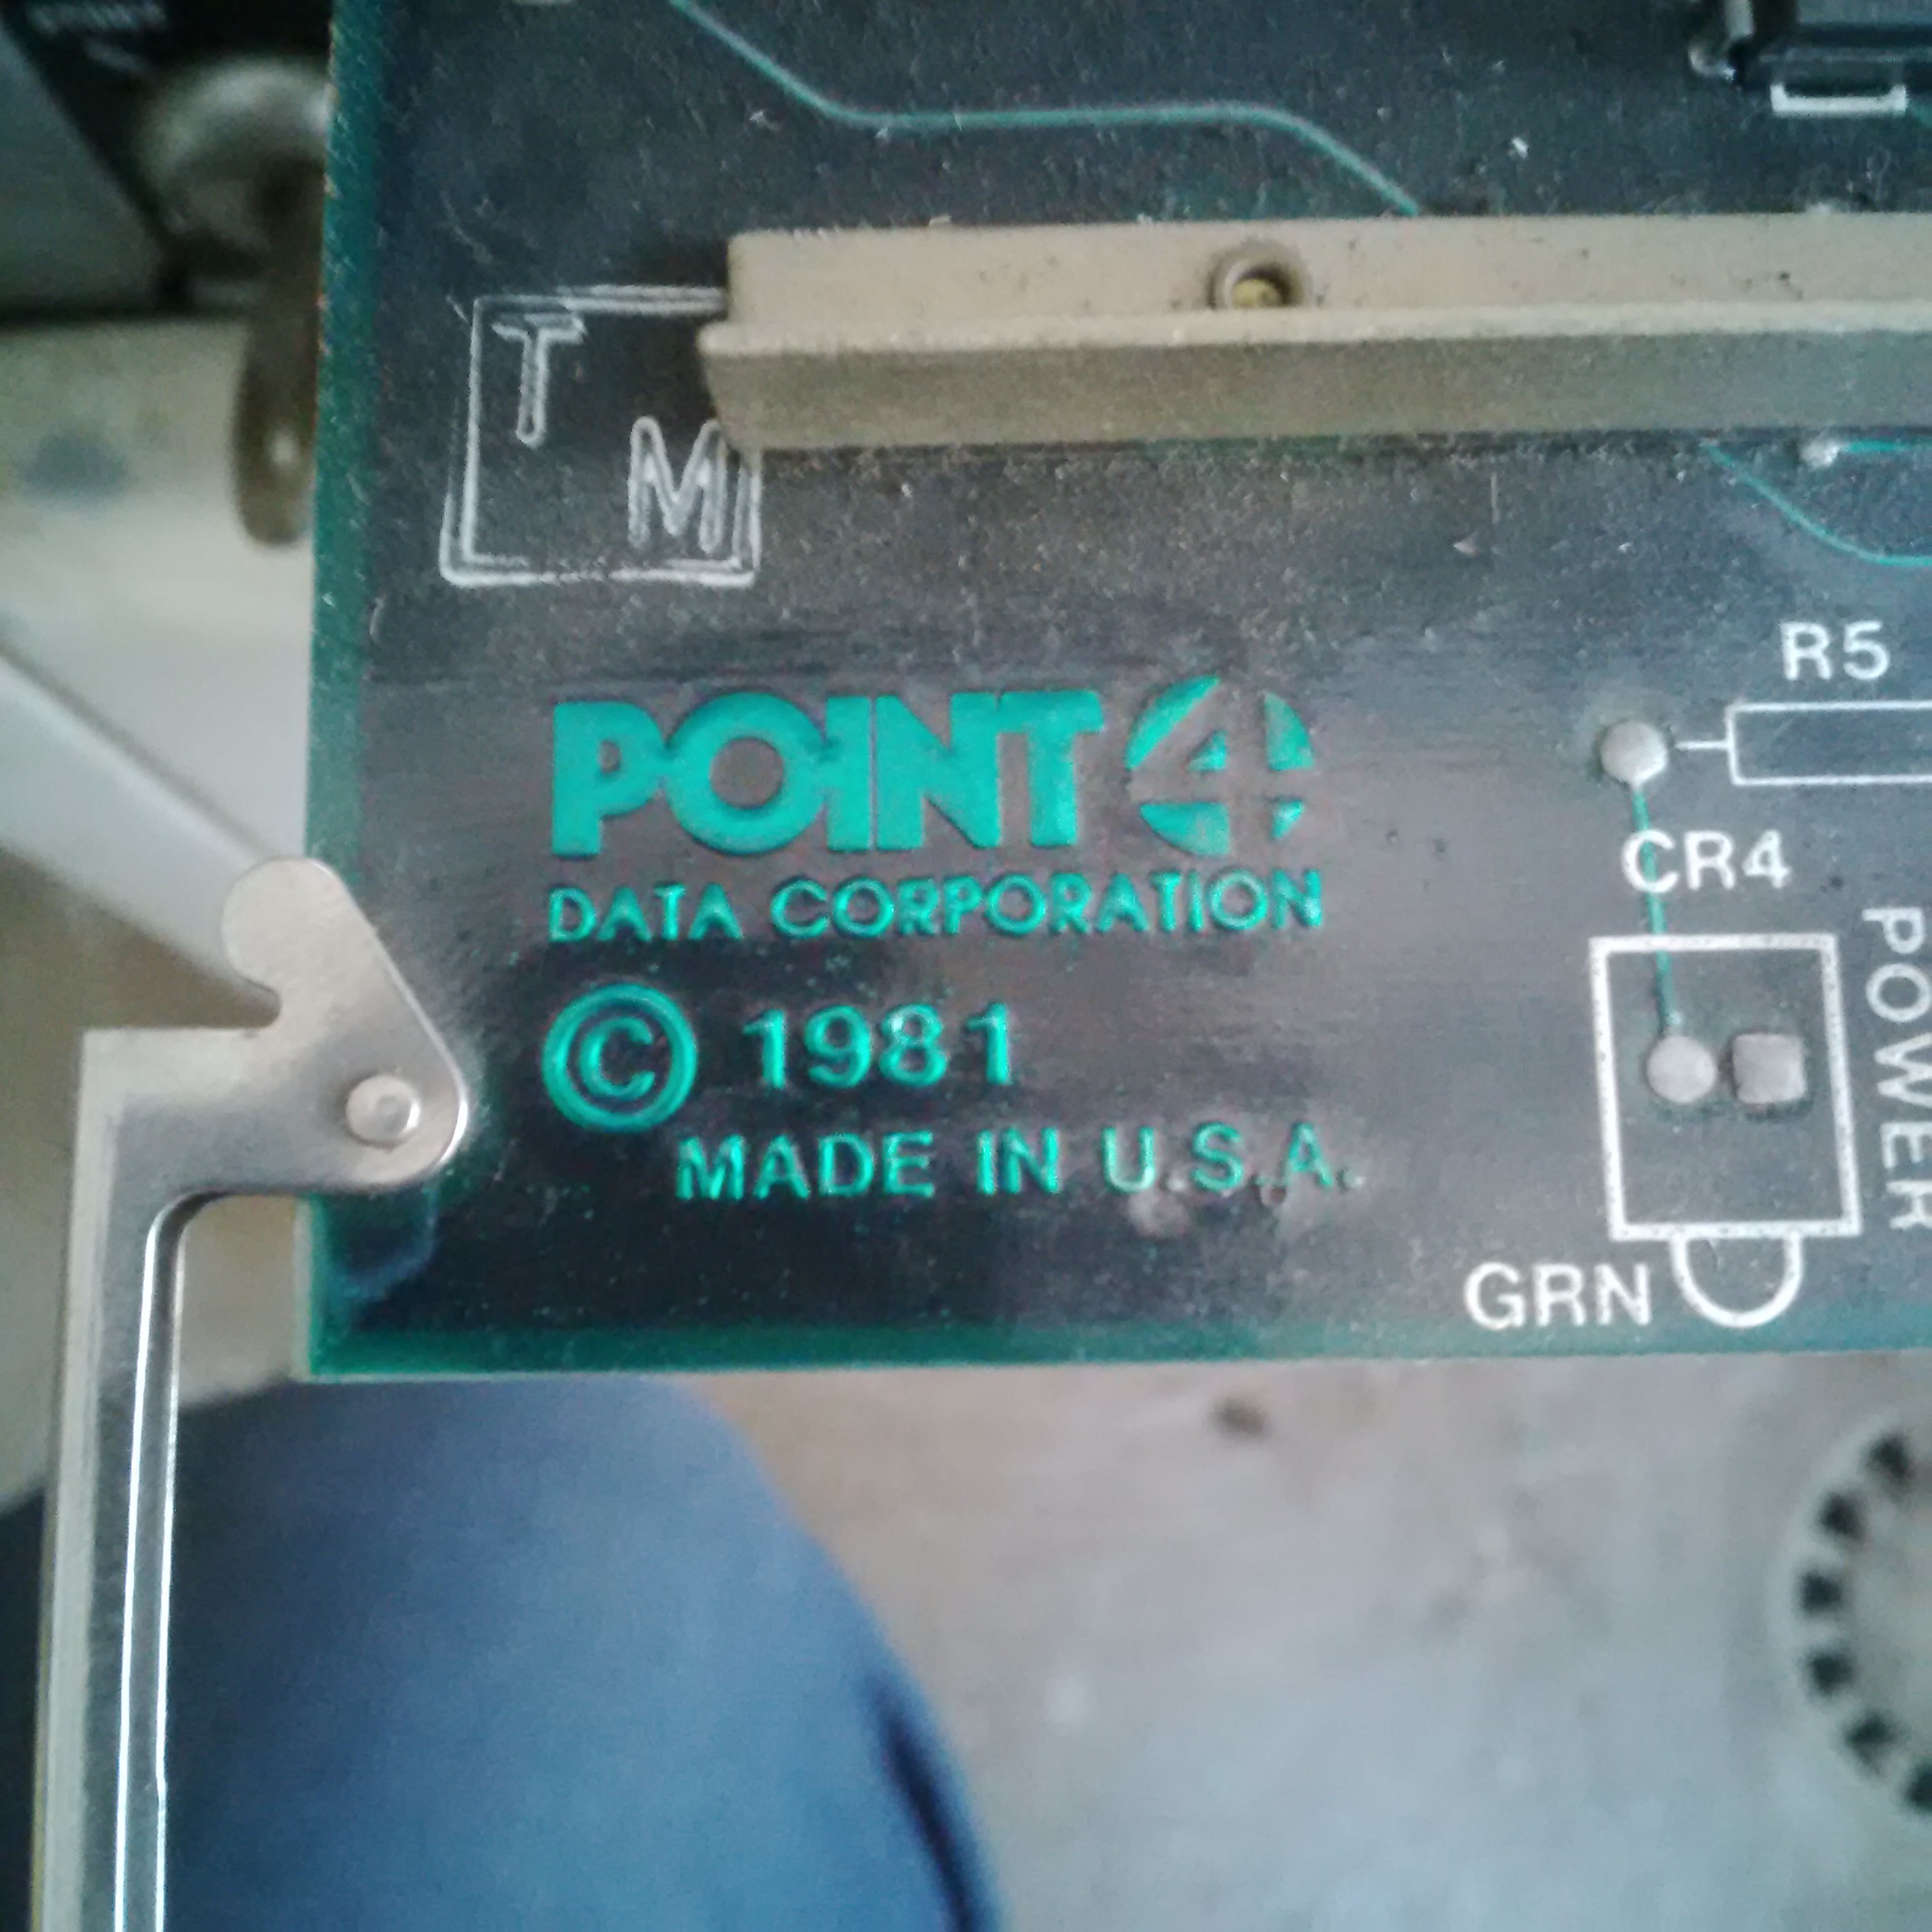 T
M
POINT 4
DATA CORPORATION
© 1981
MADE IN U.S.A.
R5
CR4
POWER
GRN